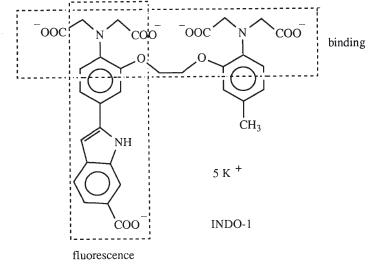 -OOC N COO- -OOC N COO-
binding
O O
CH3
NH
5 K +
COO-
INDO-1
fluorescence